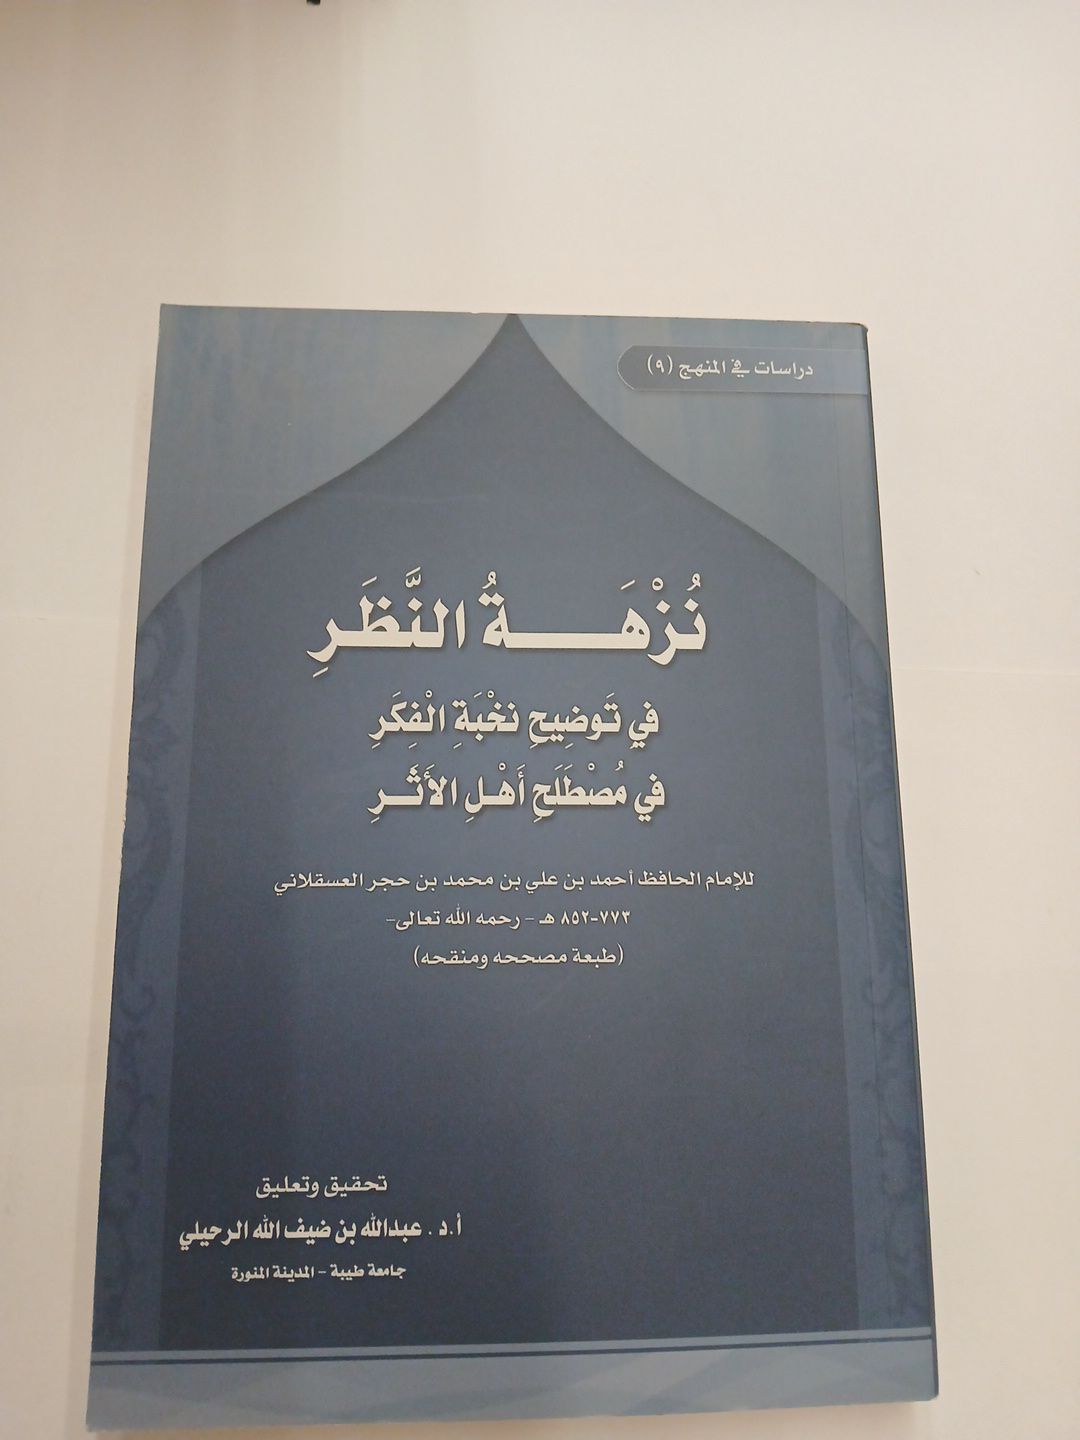 دراسات في المنهج (٩)
نُزْهَـةُ النَّظَرِ
في تَوضِيحِ نخْبَةِ الْفِكَرِ
في مُصْطَلَحِ أَهْلِ الأَثَرِ
للإمام الحافظ أحمد بن علي بن محمد بن حجر العسقلاني
٧٧٣-٨٥٢ هـ - رحمه الله تعالى-
(طبعة مصححه ومنقحه)
تحقيق وتعليق
أ.د. عبدالله بن ضيف الله الرحيلي
جامعة طيبة - المدينة المنورة